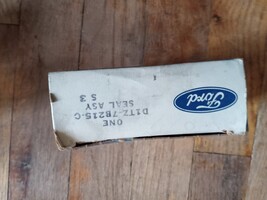 Ford
ONE
D1TZ-7B215-C
SEAL ASY
S 3